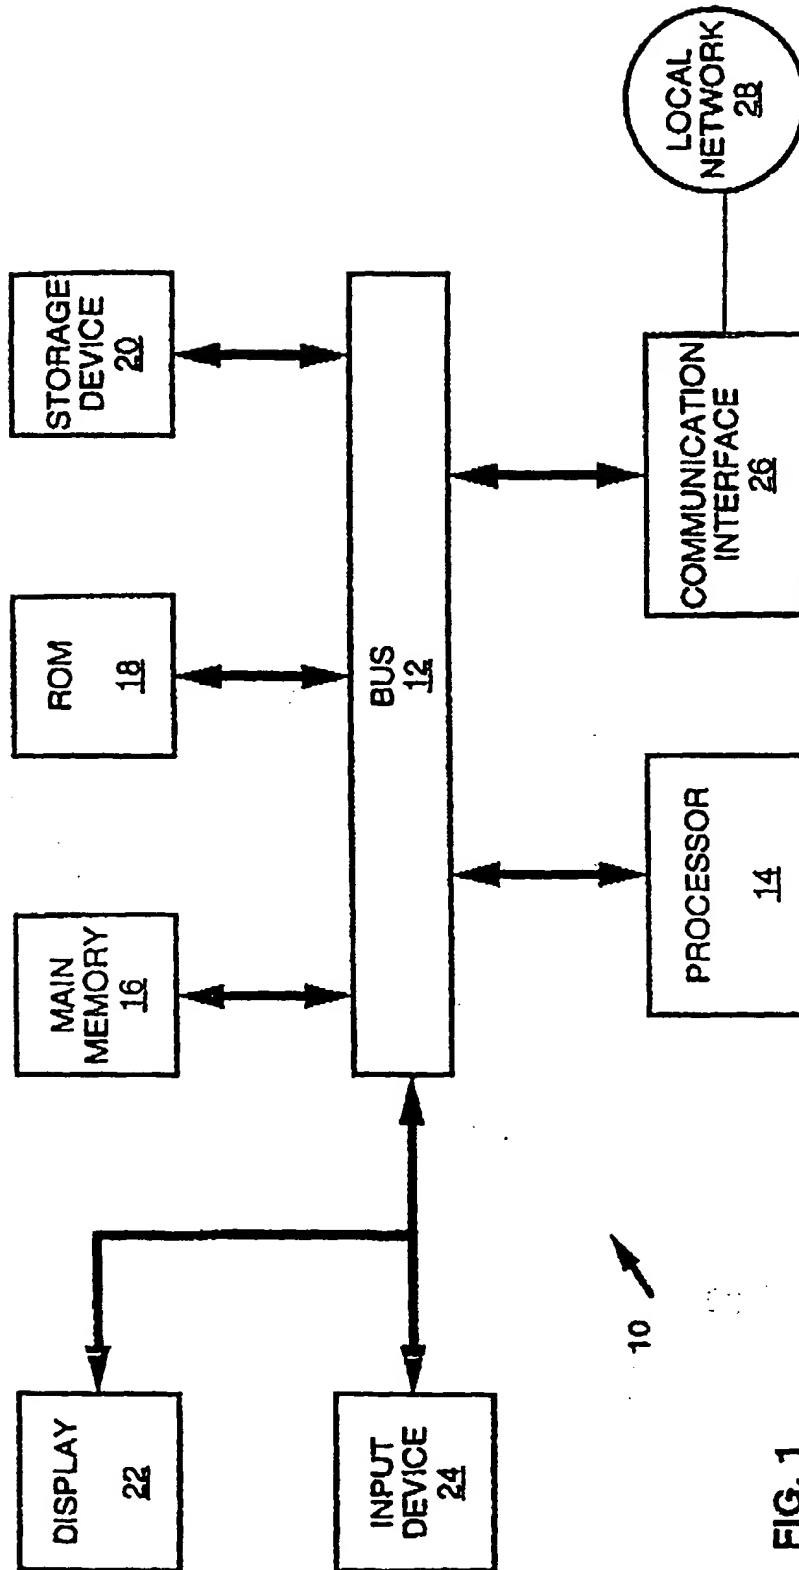 DISPLAY
22
INPUT
DEVICE
24
MAIN
MEMORY
16
ROM
18
STORAGE
DEVICE
20
BUS
12
PROCESSOR
14
COMMUNICATION
INTERFACE
26
LOCAL
NETWORK
28
10
FIG. 1